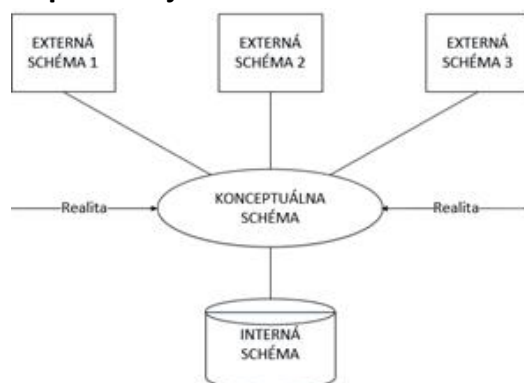 EXTERNÁ
SCHÉMA 1
EXTERNÁ
SCHÉMA 2
EXTERNÁ
SCHÉMA 3
KONCEPTUÁLNA
SCHÉMA
Realita
Realita
INTERNÁ
SCHÉMA